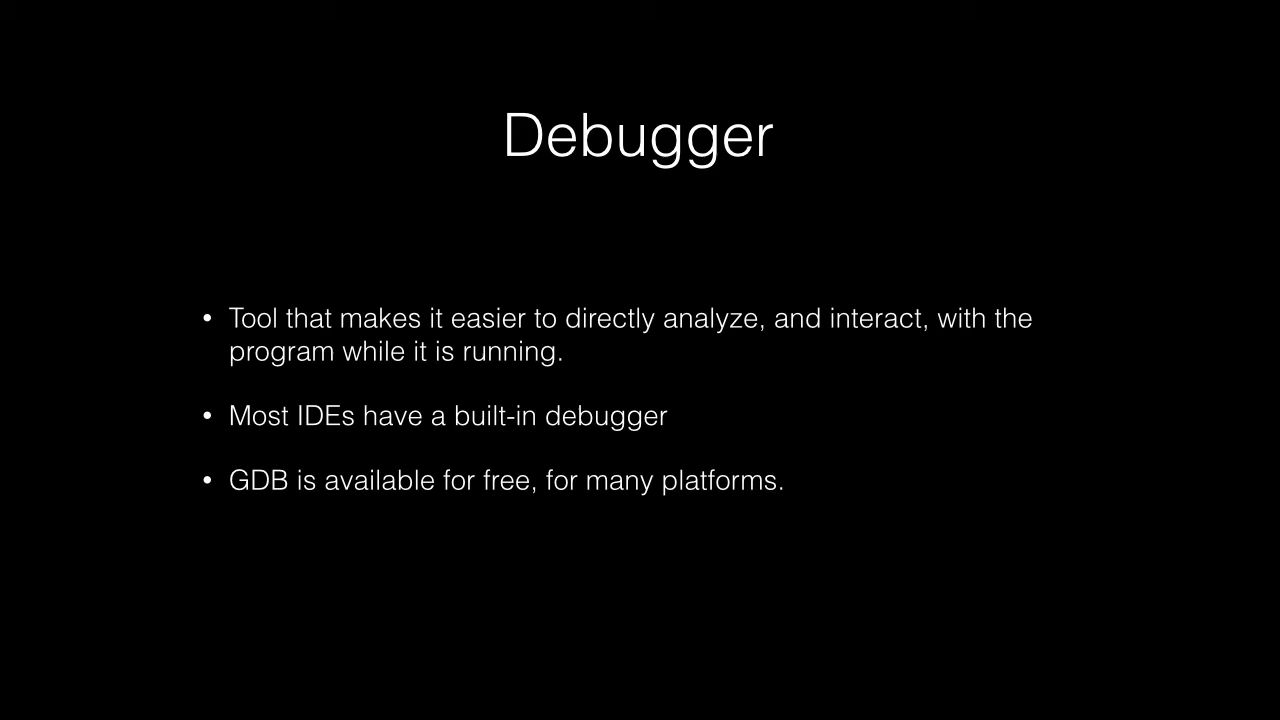 Debugger
• Tool that makes it easier to directly analyze, and interact, with the
program while it is running.
• Most IDEs have a built-in debugger
• GDB is available for free, for many platforms.